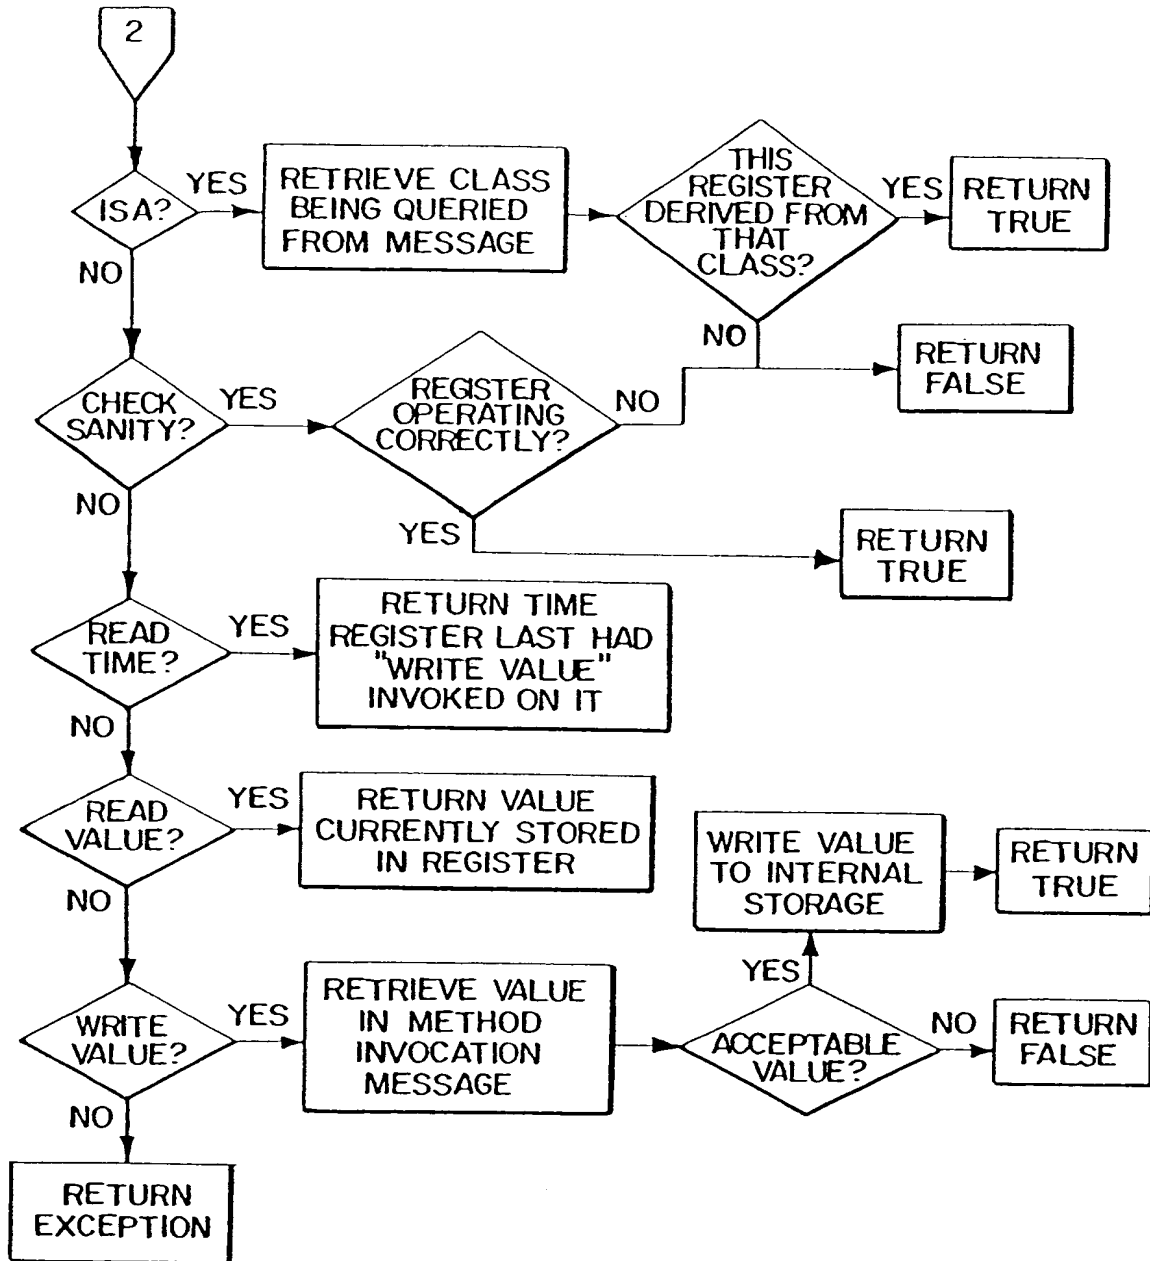 2
ISA?
YES
RETRIEVE CLASS
BEING QUERIED
FROM MESSAGE
THIS
REGISTER
DERIVED FROM
THAT
CLASS?
YES
RETURN
TRUE
NO
NO
RETURN
FALSE
CHECK
SANITY?
YES
REGISTER
OPERATING
CORRECTLY?
NO
NO
YES
RETURN
TRUE
READ
TIME?
YES
RETURN TIME
REGISTER LAST HAD
"WRITE VALUE"
INVOKED ON IT
NO
READ
VALUE?
YES
RETURN VALUE
CURRENTLY STORED
IN REGISTER
WRITE VALUE
TO INTERNAL
STORAGE
RETURN
TRUE
NO
YES
WRITE
VALUE?
YES
RETRIEVE VALUE
IN METHOD
INVOCATION
MESSAGE
ACCEPTABLE
VALUE?
NO
RETURN
FALSE
NO
RETURN
EXCEPTION